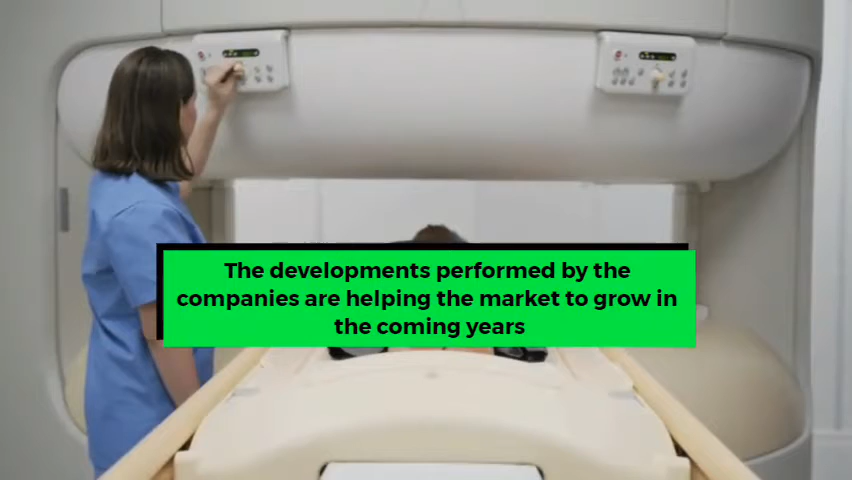 The developments performed by the
companies are helping the market to grow in
the coming years